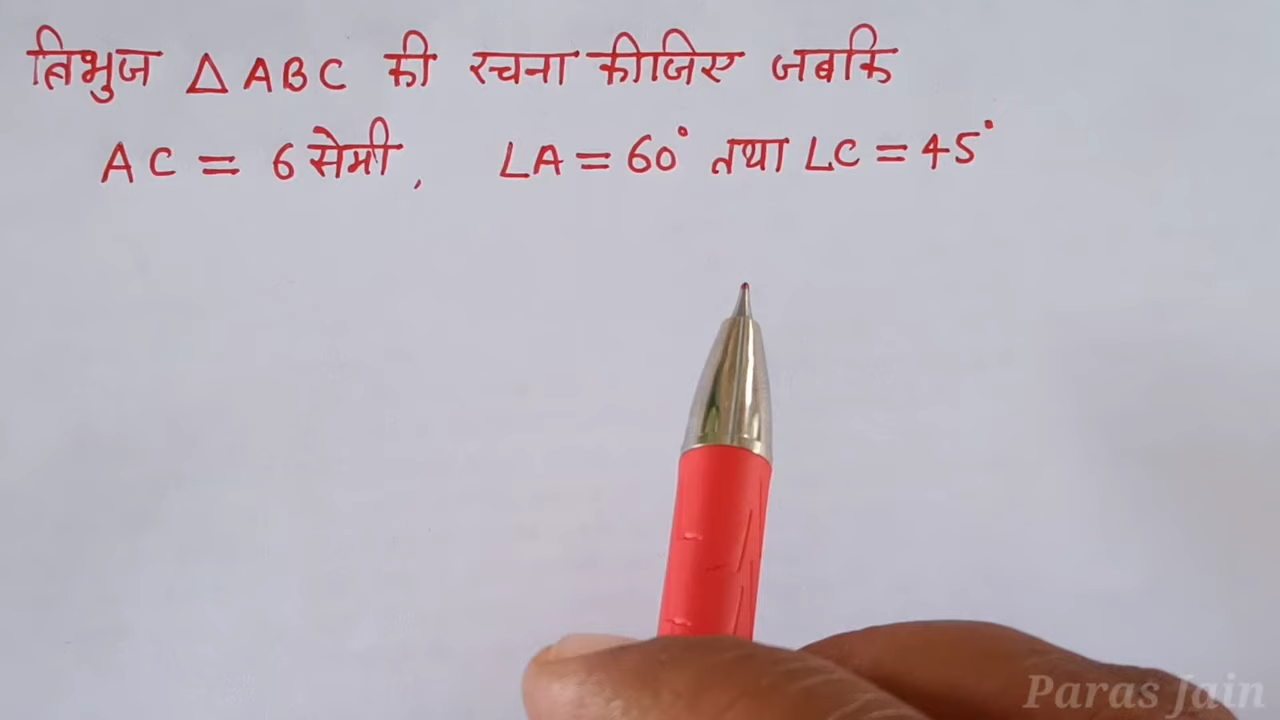 त्रिभुज △ABC की रचना कीजिए जबकि
AC = 6 सेमी, ∠A = 60° तथा ∠C = 45°
Paras Jain